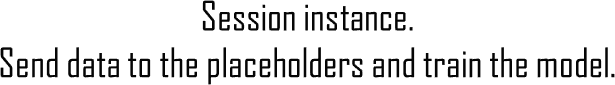 Session instance.
Send data to the placeholders and train the model.